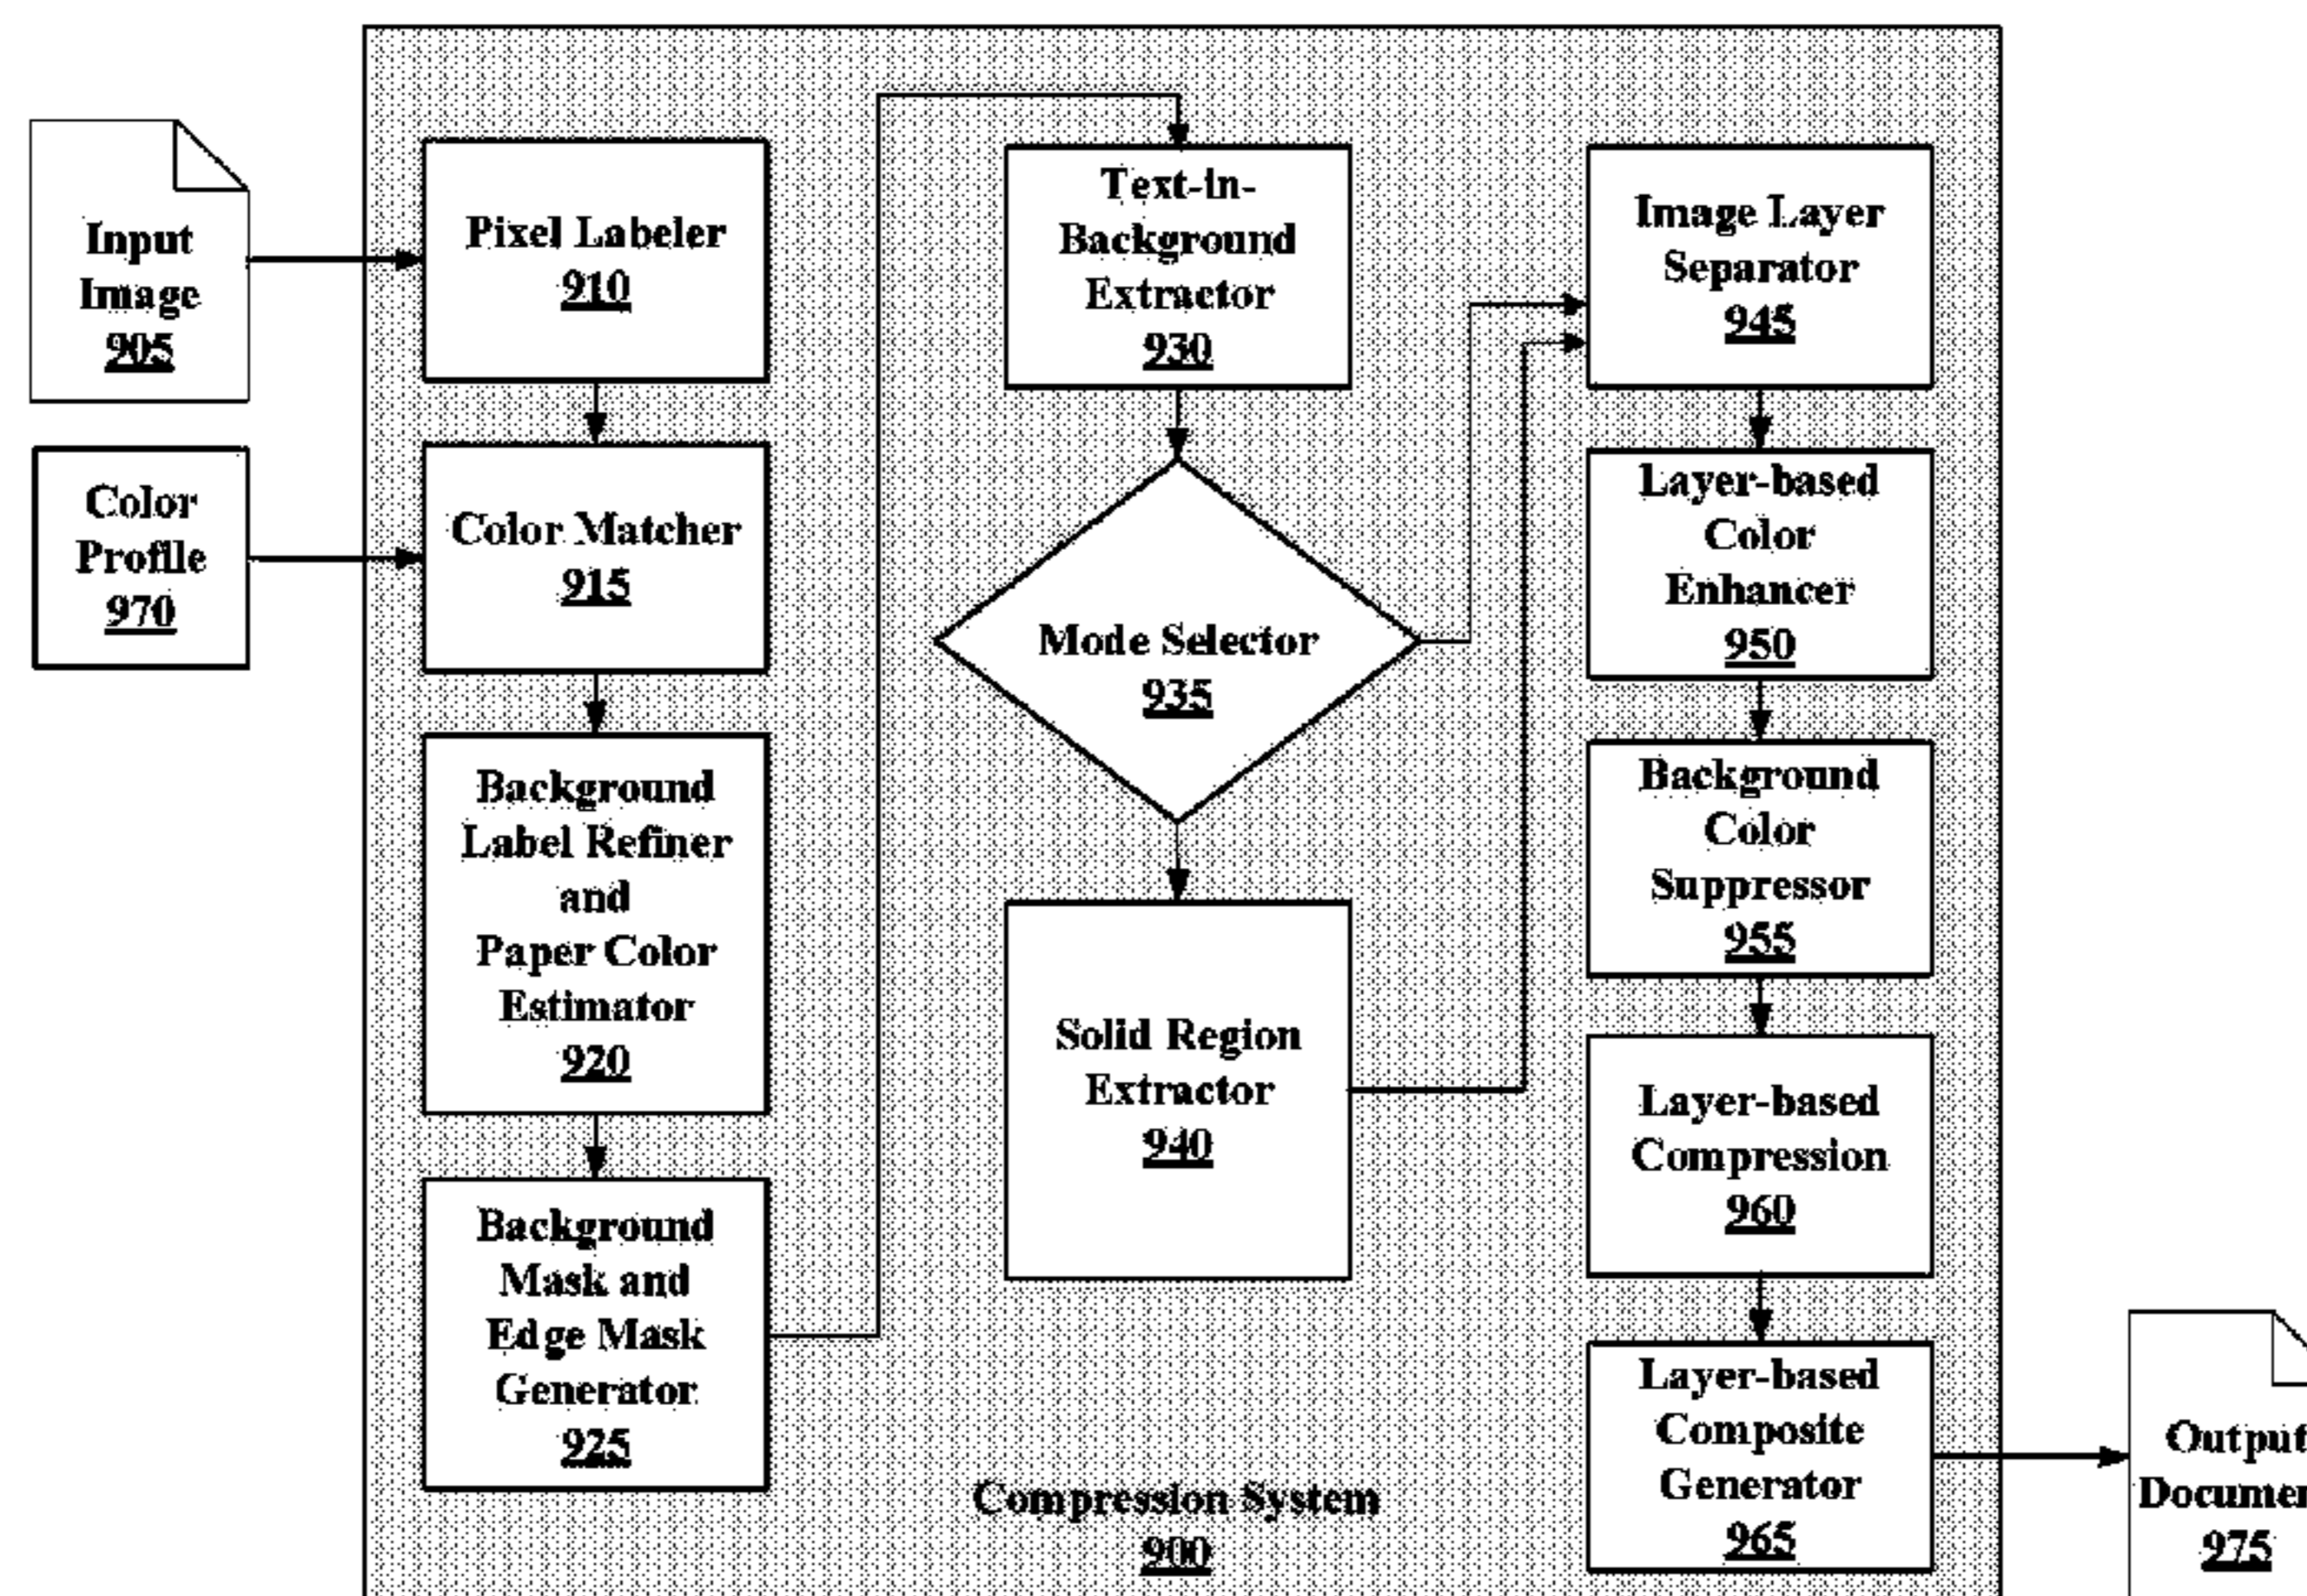 Input
Image
905
Color
Profile
970
Pixel Labeler
910
Color Matcher
915
Background
Label Refiner
and
Paper Color
Estimator
920
Background
Mask and
Edge Mask
Generator
925
Text-in-
Background
Extractor
930
Mode Selector
935
Solid Region
Extractor
940
Image Layer
Separator
945
Layer-based
Color
Enhancer
950
Background
Color
Suppressor
955
Layer-based
Compression
960
Layer-based
Composite
Generator
965
Compression System
900
Output
Documen
975